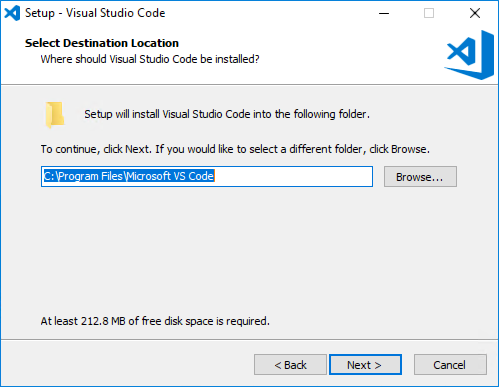 Setup - Visual Studio Code
Select Destination Location
Where should Visual Studio Code be installed?
Setup will install Visual Studio Code into the following folder.
To continue, click Next. If you would like to select a different folder, click Browse.
C:\Program Files\Microsoft VS Code
Browse...
At least 212.8 MB of free disk space is required.
< Back
Next >
Cancel